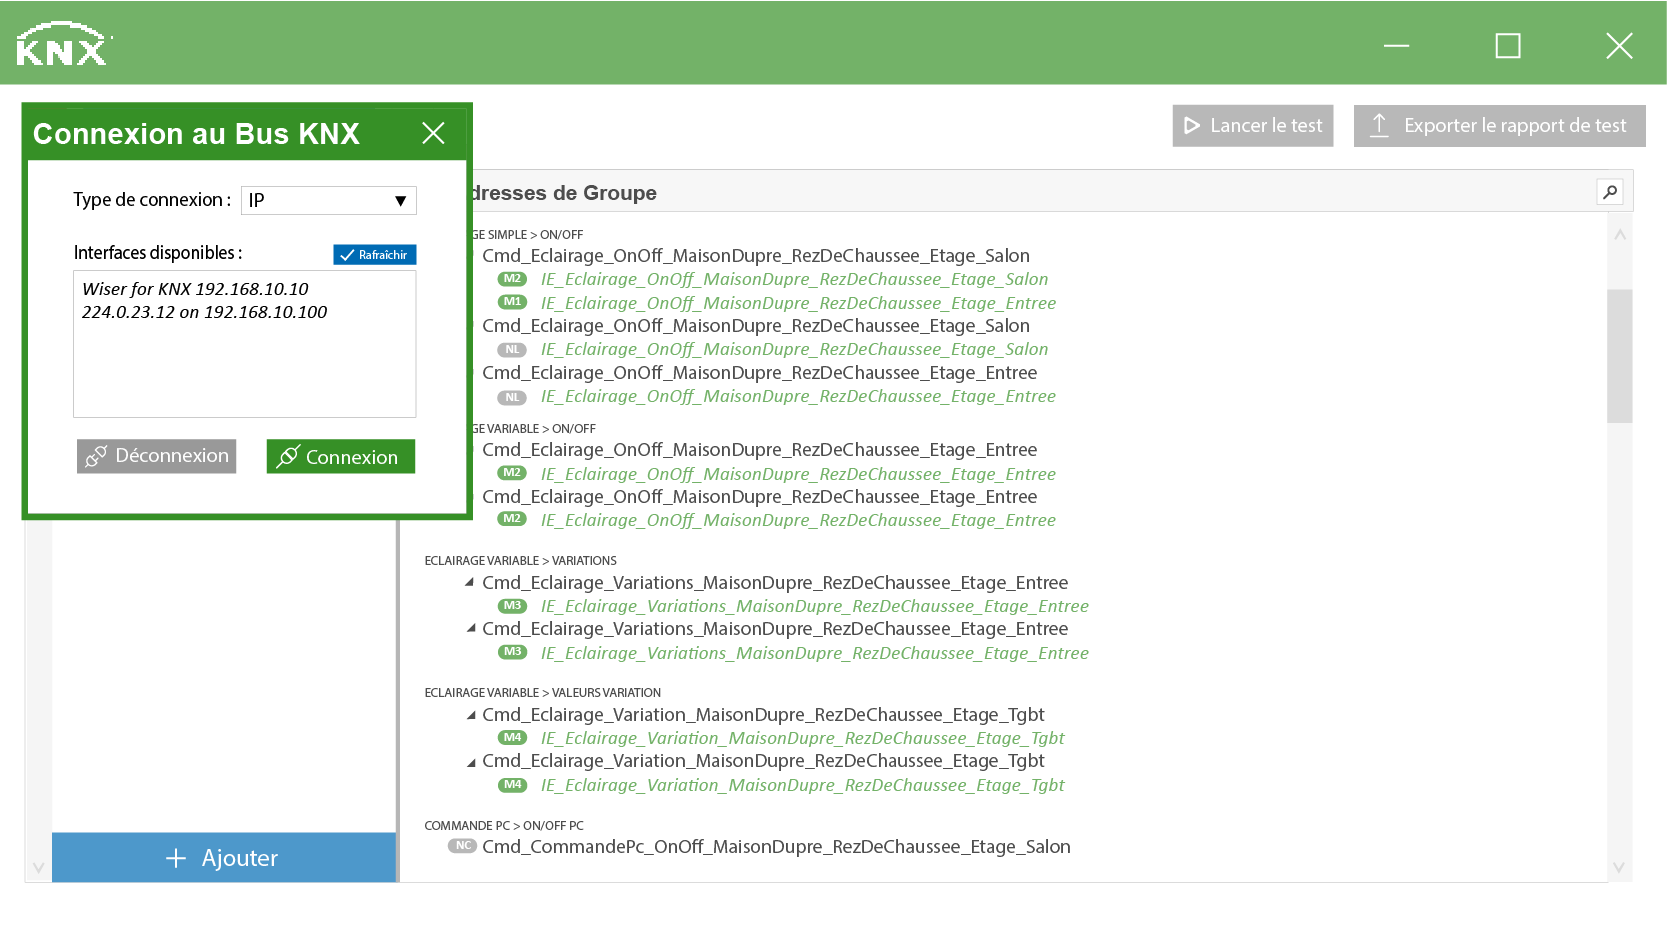 KNX
Connexion au Bus KNX
Type de connexion :
IP
Interfaces disponibles :
Rafraîchir
Wiser for KNX 192.168.10.10
224.0.23.12 on 192.168.10.100
Déconnexion
Connexion
Lancer le test
Exporter le rapport de test
dresses de Groupe
GE SIMPLE > ON/OFF
Cmd_Eclairage_OnOff_MaisonDupre_RezDeChaussee_Etage_Salon
M2 IE_Eclairage_OnOff_MaisonDupre_RezDeChaussee_Etage_Salon
M1 IE_Eclairage_OnOff_MaisonDupre_RezDeChaussee_Etage_Entree
Cmd_Eclairage_OnOff_MaisonDupre_RezDeChaussee_Etage_Salon
NL IE_Eclairage_OnOff_MaisonDupre_RezDeChaussee_Etage_Salon
Cmd_Eclairage_OnOff_MaisonDupre_RezDeChaussee_Etage_Entree
NL IE_Eclairage_OnOff_MaisonDupre_RezDeChaussee_Etage_Entree
GE VARIABLE > ON/OFF
Cmd_Eclairage_OnOff_MaisonDupre_RezDeChaussee_Etage_Entree
M2 IE_Eclairage_OnOff_MaisonDupre_RezDeChaussee_Etage_Entree
Cmd_Eclairage_OnOff_MaisonDupre_RezDeChaussee_Etage_Entree
M2 IE_Eclairage_OnOff_MaisonDupre_RezDeChaussee_Etage_Entree
ECLAIRAGE VARIABLE > VARIATIONS
Cmd_Eclairage_Variations_MaisonDupre_RezDeChaussee_Etage_Entree
M3 IE_Eclairage_Variations_MaisonDupre_RezDeChaussee_Etage_Entree
Cmd_Eclairage_Variations_MaisonDupre_RezDeChaussee_Etage_Entree
M3 IE_Eclairage_Variations_MaisonDupre_RezDeChaussee_Etage_Entree
ECLAIRAGE VARIABLE > VALEURS VARIATION
Cmd_Eclairage_Variation_MaisonDupre_RezDeChaussee_Etage_Tgbt
M4 IE_Eclairage_Variation_MaisonDupre_RezDeChaussee_Etage_Tgbt
Cmd_Eclairage_Variation_MaisonDupre_RezDeChaussee_Etage_Tgbt
M4 IE_Eclairage_Variation_MaisonDupre_RezDeChaussee_Etage_Tgbt
COMMANDE PC > ON/OFF PC
NC Cmd_CommandePc_OnOff_MaisonDupre_RezDeChaussee_Etage_Salon
+ Ajouter